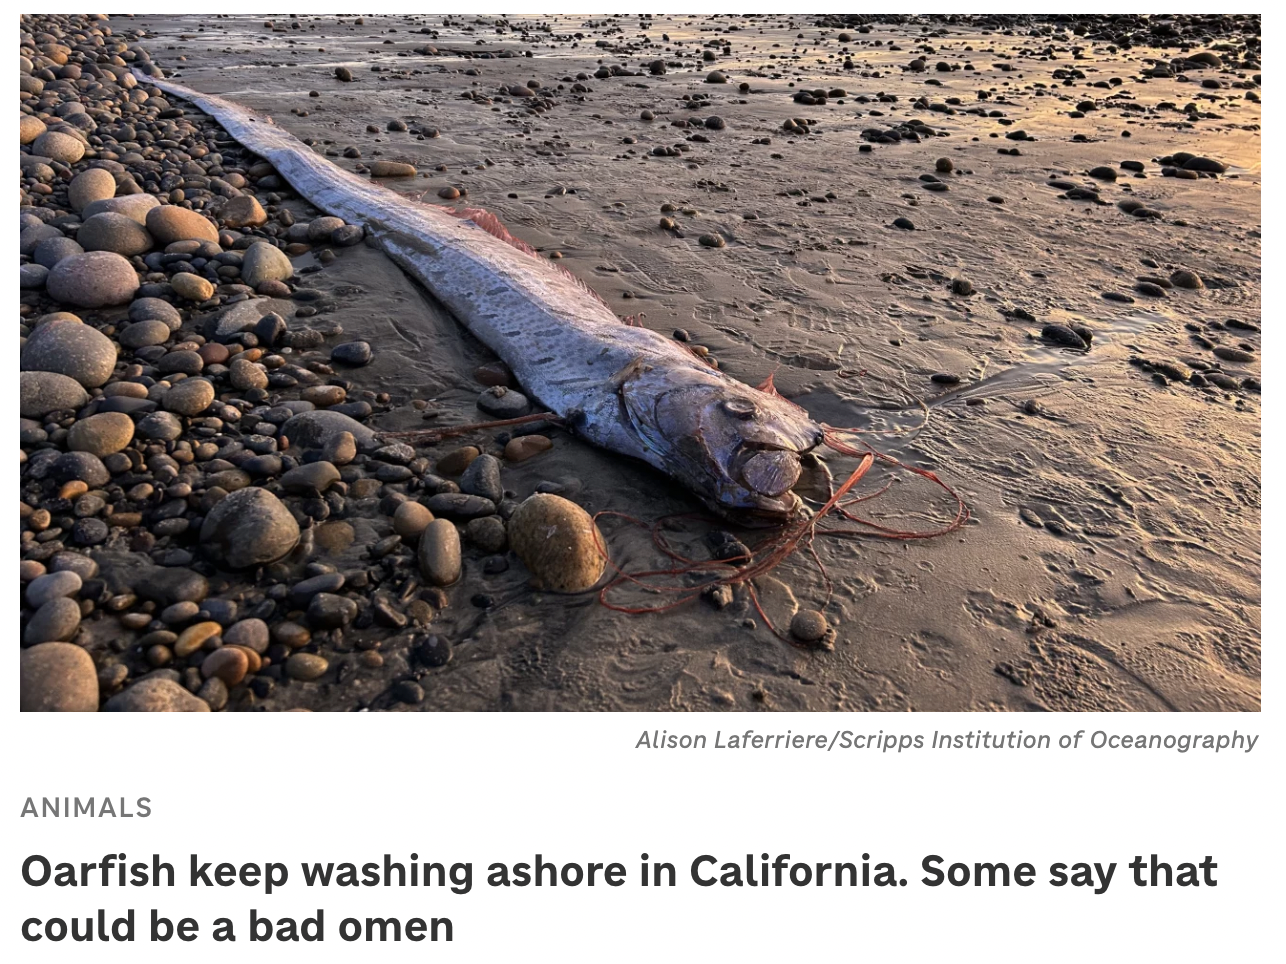 Alison Laferriere/Scripps Institution of Oceanography
ANIMALS
Oarfish keep washing ashore in California. Some say that
could be a bad omen